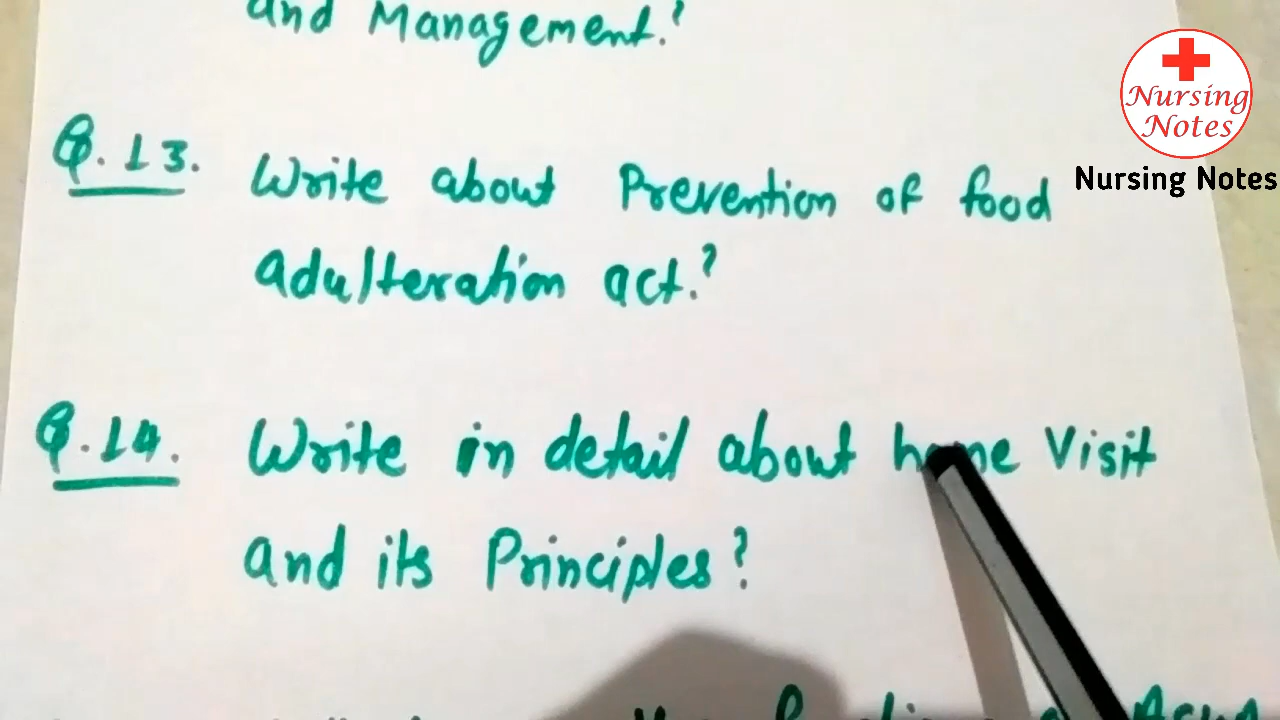 and Management.?
Nursing
Notes
Nursing Notes
Q.13. Write about Prevention of food
adulteration act.?
Q.14. Write in detail about home Visit
and its Principles?